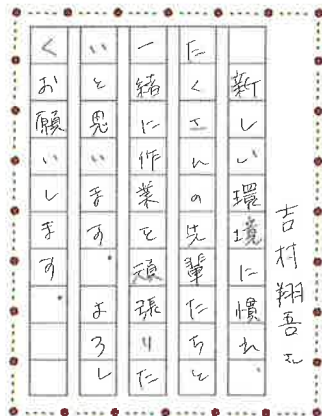 吉村翔吾さん
新しい環境に慣れ、
たくさんの先輩たちと
一緒に作業を頑張りた
いと思います。よろし
くお願いします。